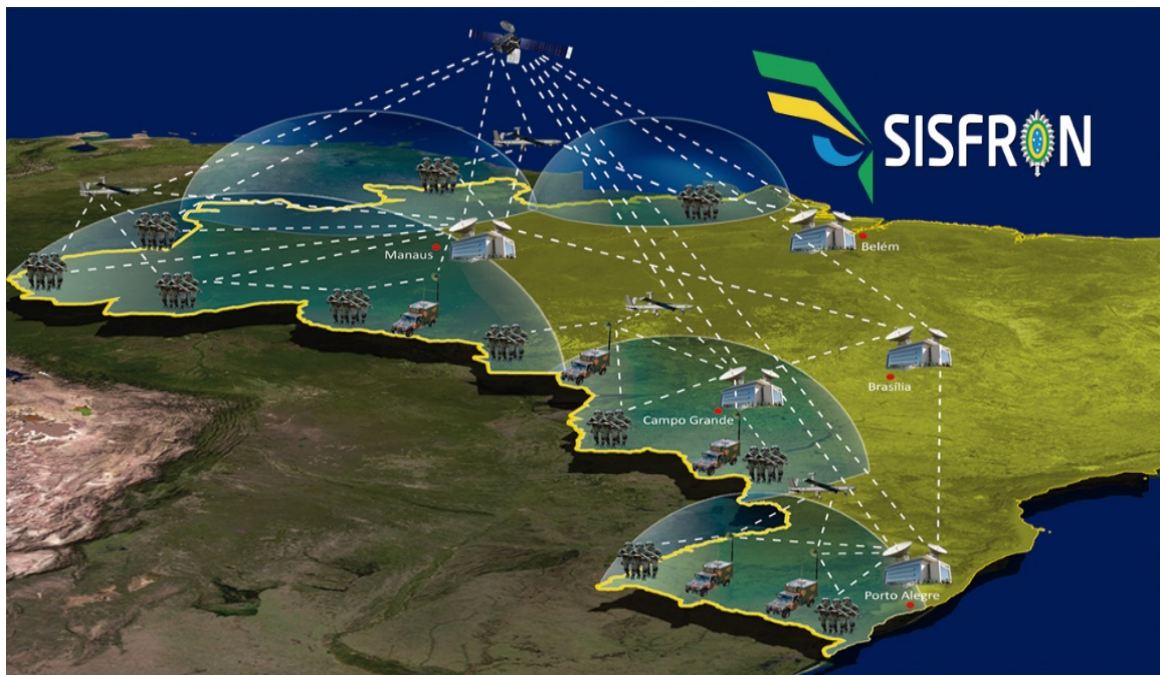 SISFRON
Belém
Manaus
Brasília
Campo Grande
Porto Alegre